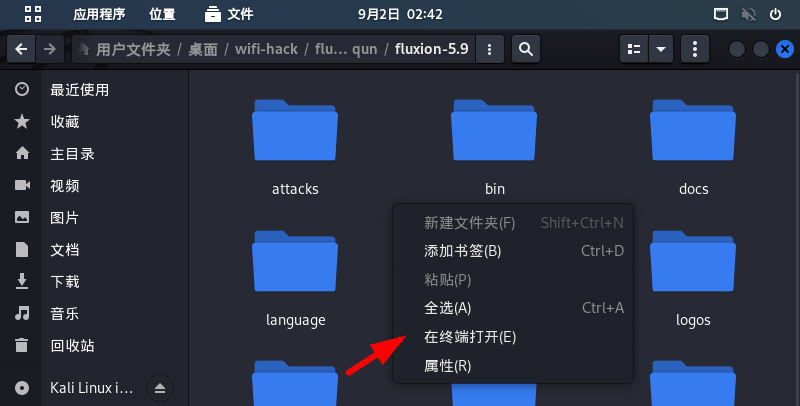 应用程序 位置 文件 9月2日 02:42
用户文件夹 / 桌面 / wifi-hack / flu… qun / fluxion-5.9
最近使用
收藏
主目录
视频
图片
文档
下载
音乐
回收站
Kali Linux i…
attacks bin docs
language logos
新建文件夹(F) Shift+Ctrl+N
添加书签(B) Ctrl+D
粘贴(P)
全选(A) Ctrl+A
在终端打开(E)
属性(R)